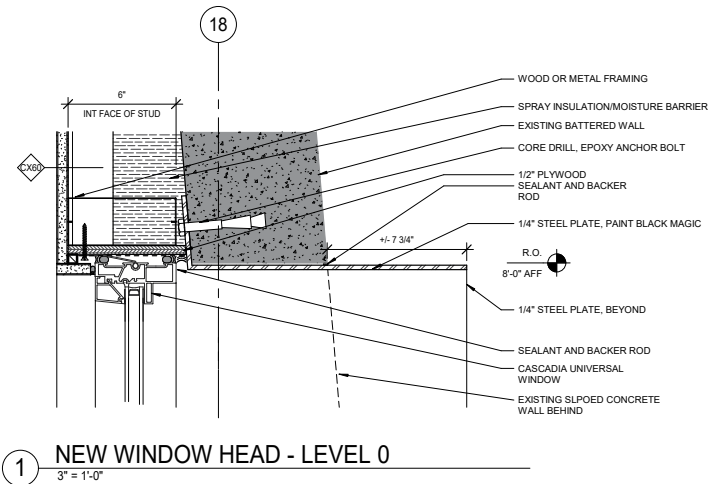 18
6"
INT FACE OF STUD
CX60
WOOD OR METAL FRAMING
SPRAY INSULATION/MOISTURE BARRIER
EXISTING BATTERED WALL
CORE DRILL, EPOXY ANCHOR BOLT
1/2" PLYWOOD
SEALANT AND BACKER
ROD
1/4" STEEL PLATE, PAINT BLACK MAGIC
+/- 7 3/4"
R.O.
8'-0" AFF
1/4" STEEL PLATE, BEYOND
SEALANT AND BACKER ROD
CASCADIA UNIVERSAL
WINDOW
EXISTING SLPOED CONCRETE
WALL BEHIND
1
NEW WINDOW HEAD - LEVEL 0
3" = 1'-0"